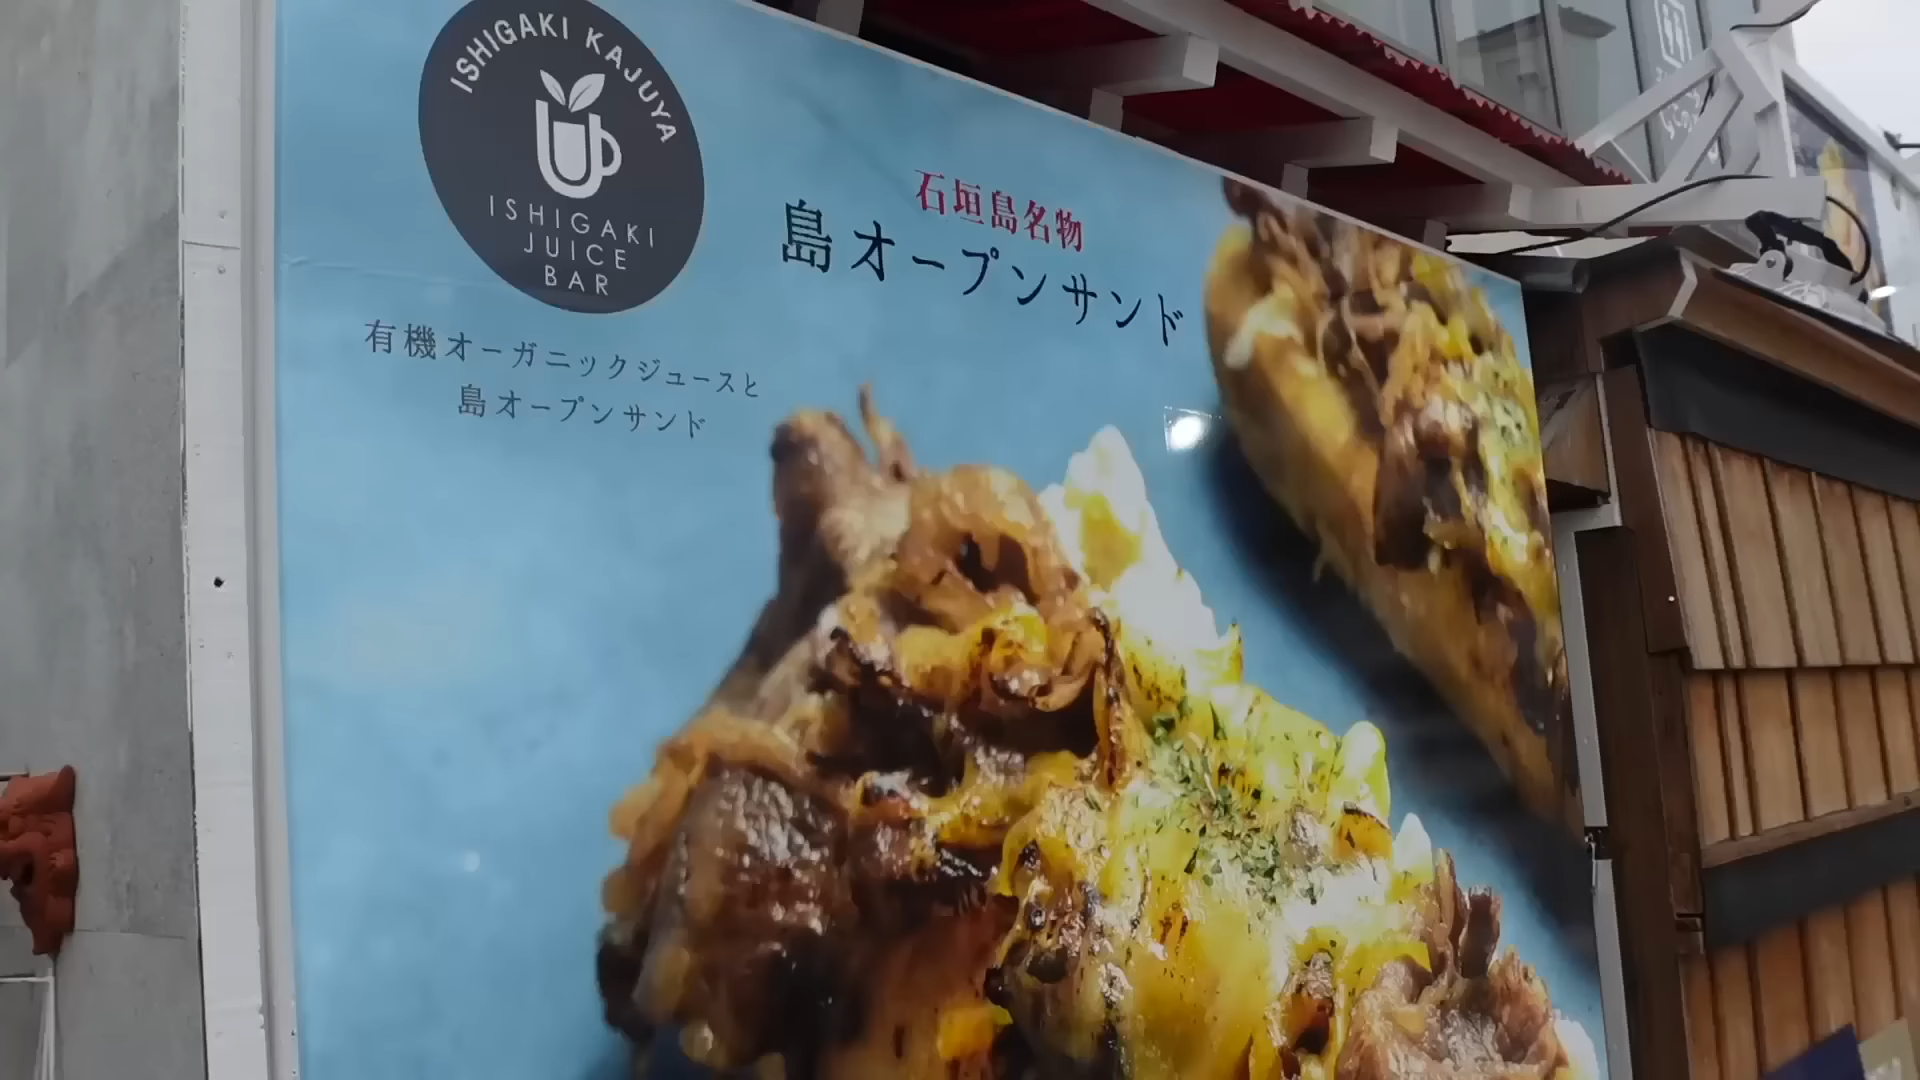 ISHIGAKI KAJUYA
ISHIGAKI
JUICE
BAR
有機オーガニックジュースと
島オープンサンド
石垣島名物
島オープンサンド